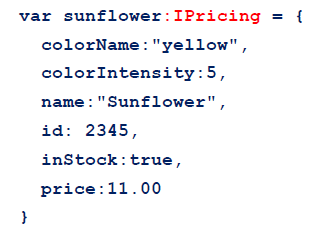 var sunflower:IPricing = {
colorName:"yellow",
colorIntensity:5,
name:"Sunflower",
id: 2345,
inStock:true,
price:11.00
}